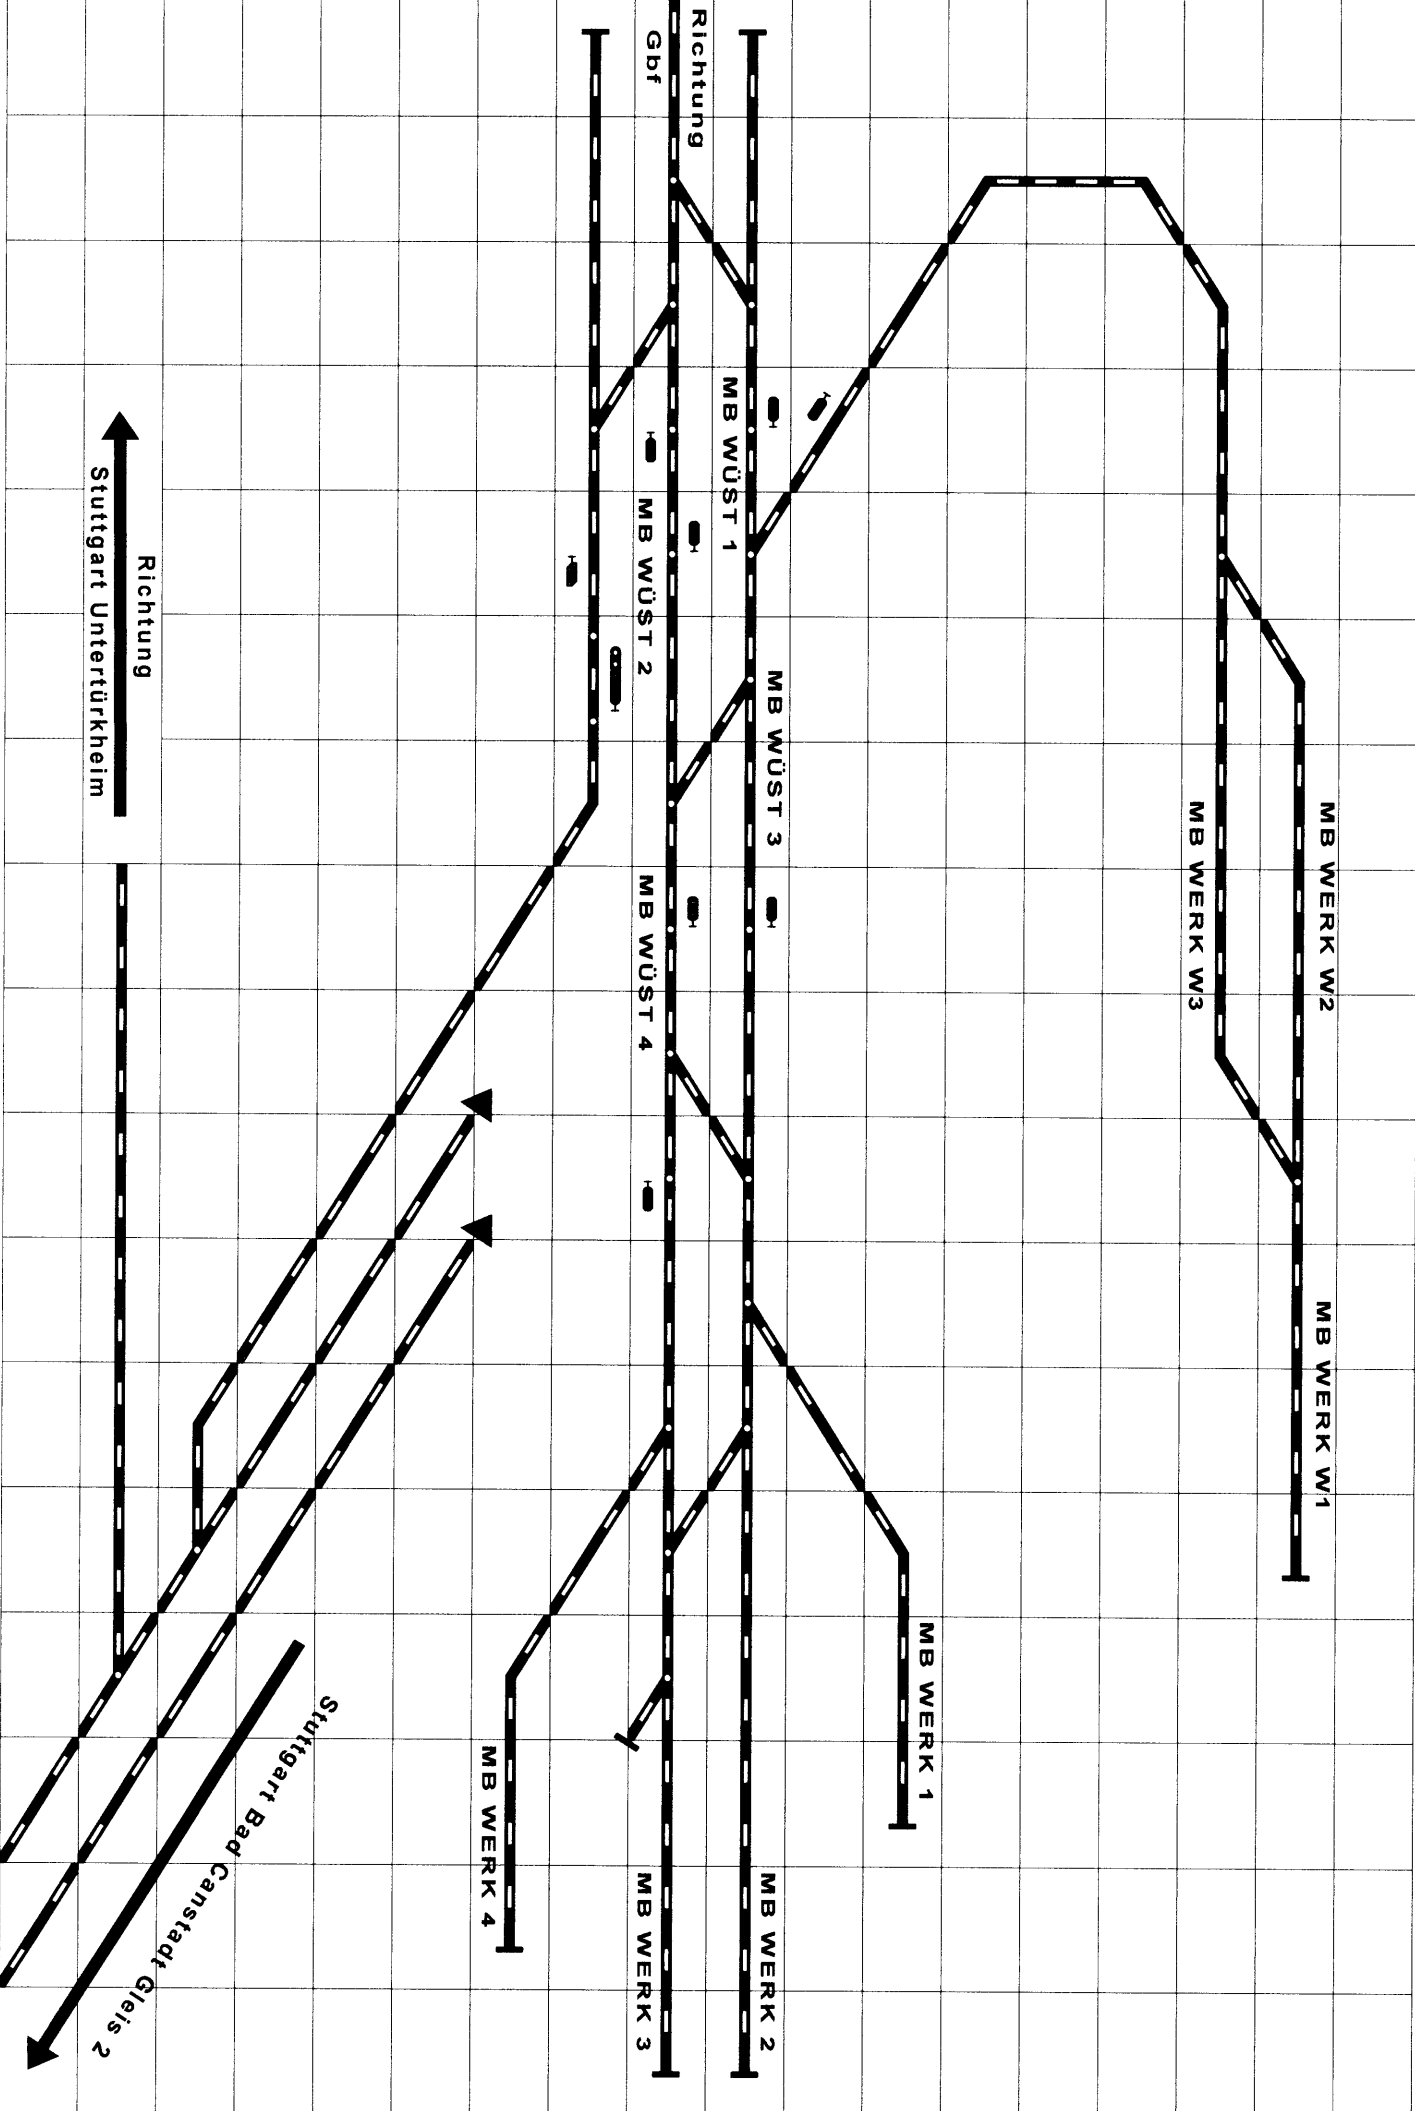 Richtung
Gbf
MB WÜST 1
MB WÜST 2
MB WÜST 3
MB WÜST 4
MB WERK W2
MB WERK W3
MB WERK W1
Richtung
Stuttgart Untertürkheim
MB WERK 1
MB WERK 2
MB WERK 3
MB WERK 4
Stuttgart Bad Canstadt Gleis 2